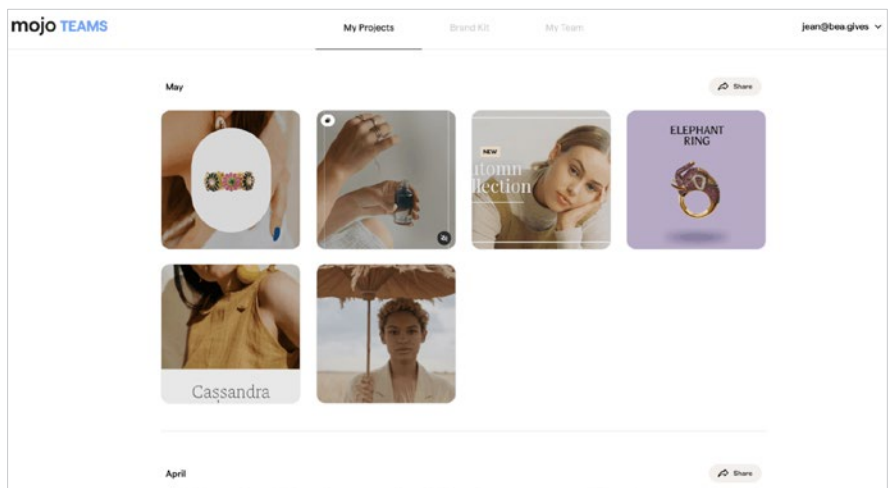 mojo TEAMS
My Projects
Brand Kit
My Team
jean@bea.gives
May
Share
NEW
utomn
llection
ELEPHANT
RING
Cassandra
April
Share